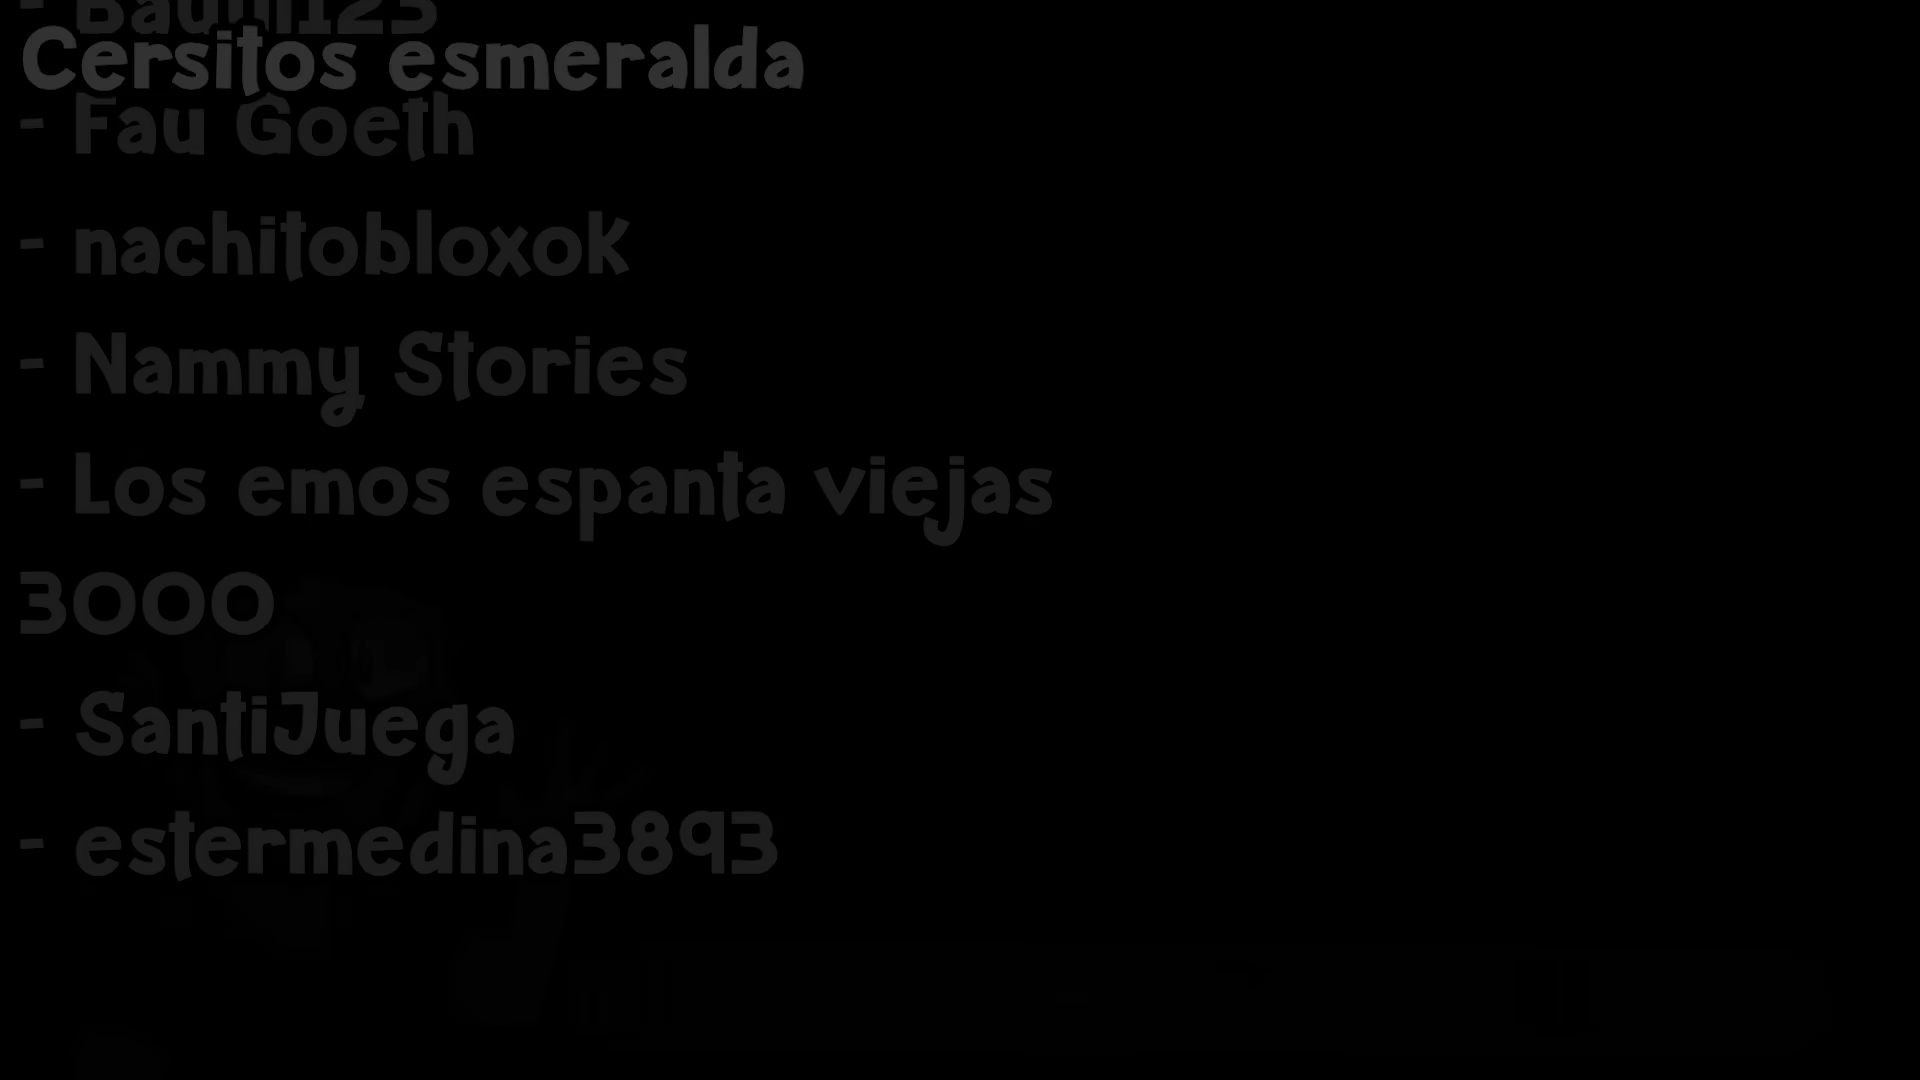 Cersitos esmeralda
- Fau Goeth
- nachitobloxok
- Nammy Stories
- Los emos espanta viejas
3000
- SantiJuega
- estermedina3893